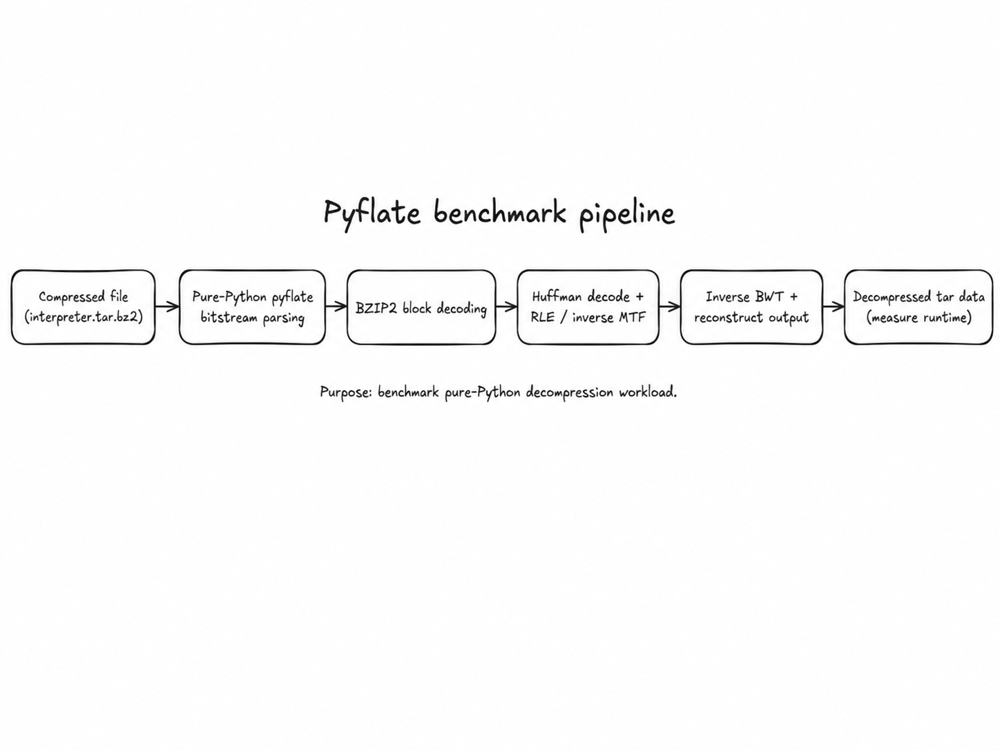 Pyflate benchmark pipeline
Compressed file
(interpreter.tar.bz2)
Pure-Python pyflate
bitstream parsing
BZIP2 block decoding
Huffman decode +
RLE / inverse MTF
Inverse BWT +
reconstruct output
Decompressed tar data
(measure runtime)
Purpose: benchmark pure-Python decompression workload.